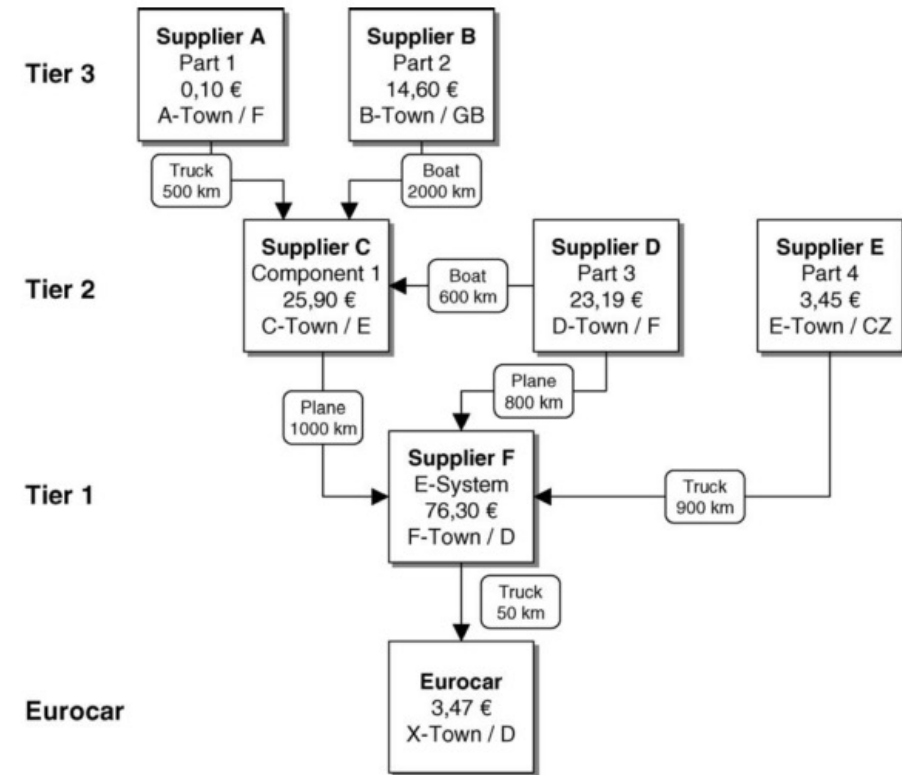 Tier 3
Supplier A
Part 1
0,10 €
A-Town / F
Supplier B
Part 2
14,60 €
B-Town / GB
Truck
500 km
Boat
2000 km
Tier 2
Supplier C
Component 1
25,90 €
C-Town / E
Boat
600 km
Supplier D
Part 3
23,19 €
D-Town / F
Supplier E
Part 4
3,45 €
E-Town / CZ
Plane
1000 km
Plane
800 km
Tier 1
Supplier F
E-System
76,30 €
F-Town / D
Truck
900 km
Truck
50 km
Eurocar
Eurocar
3,47 €
X-Town / D